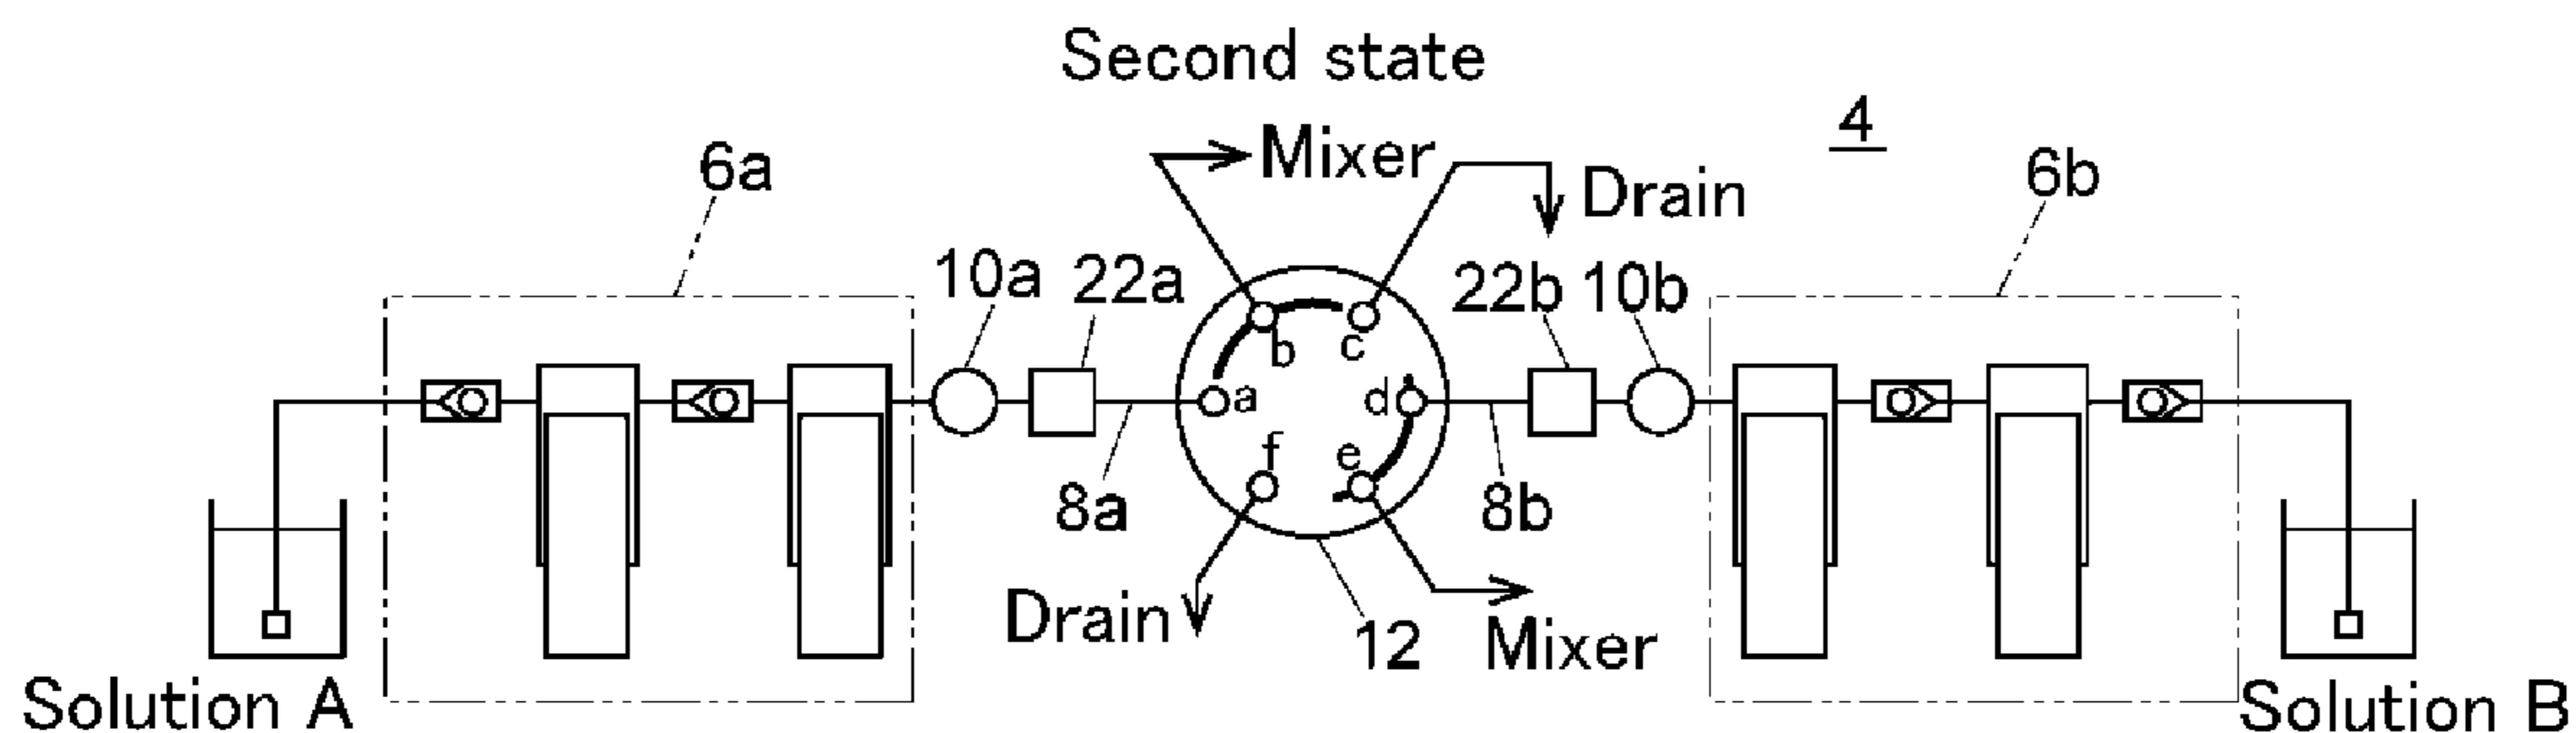 Second state
4
6a
Mixer
Drain
6b
10a
22a
22b
10b
b
c
a
d
f
e
8a
8b
Drain
12
Mixer
Solution A
Solution B